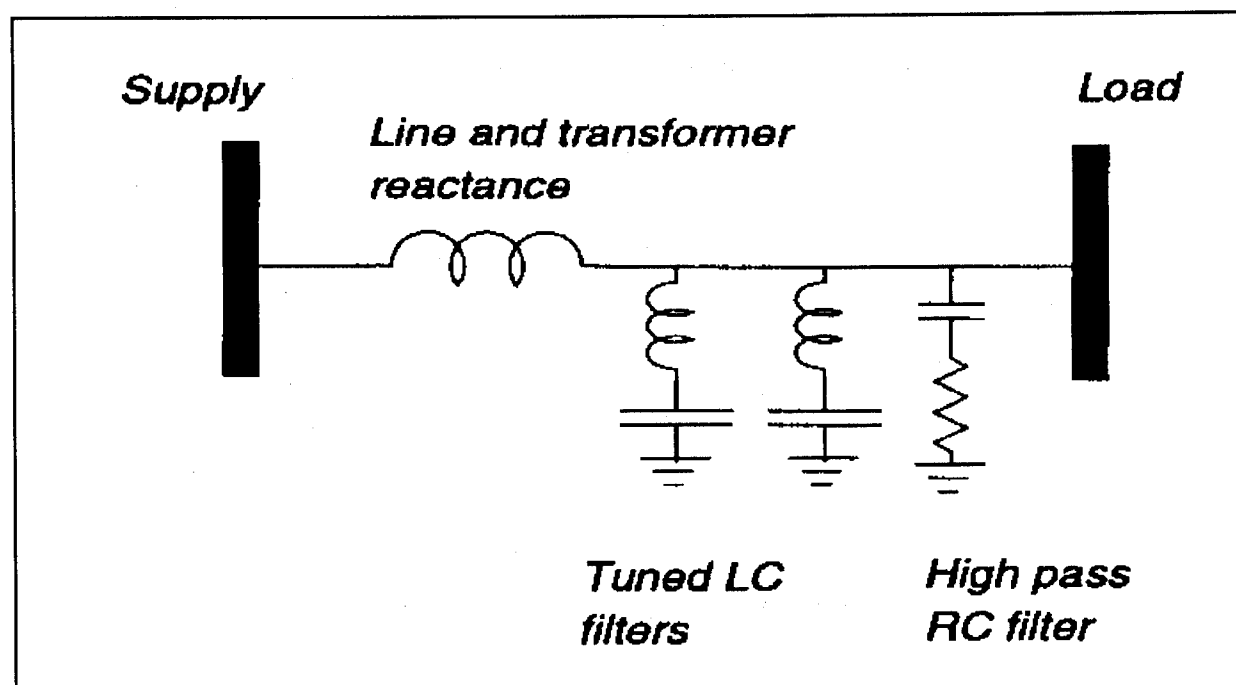 Supply
Load
Line and transformer
reactance
Tuned LC
filters
High pass
RC filter